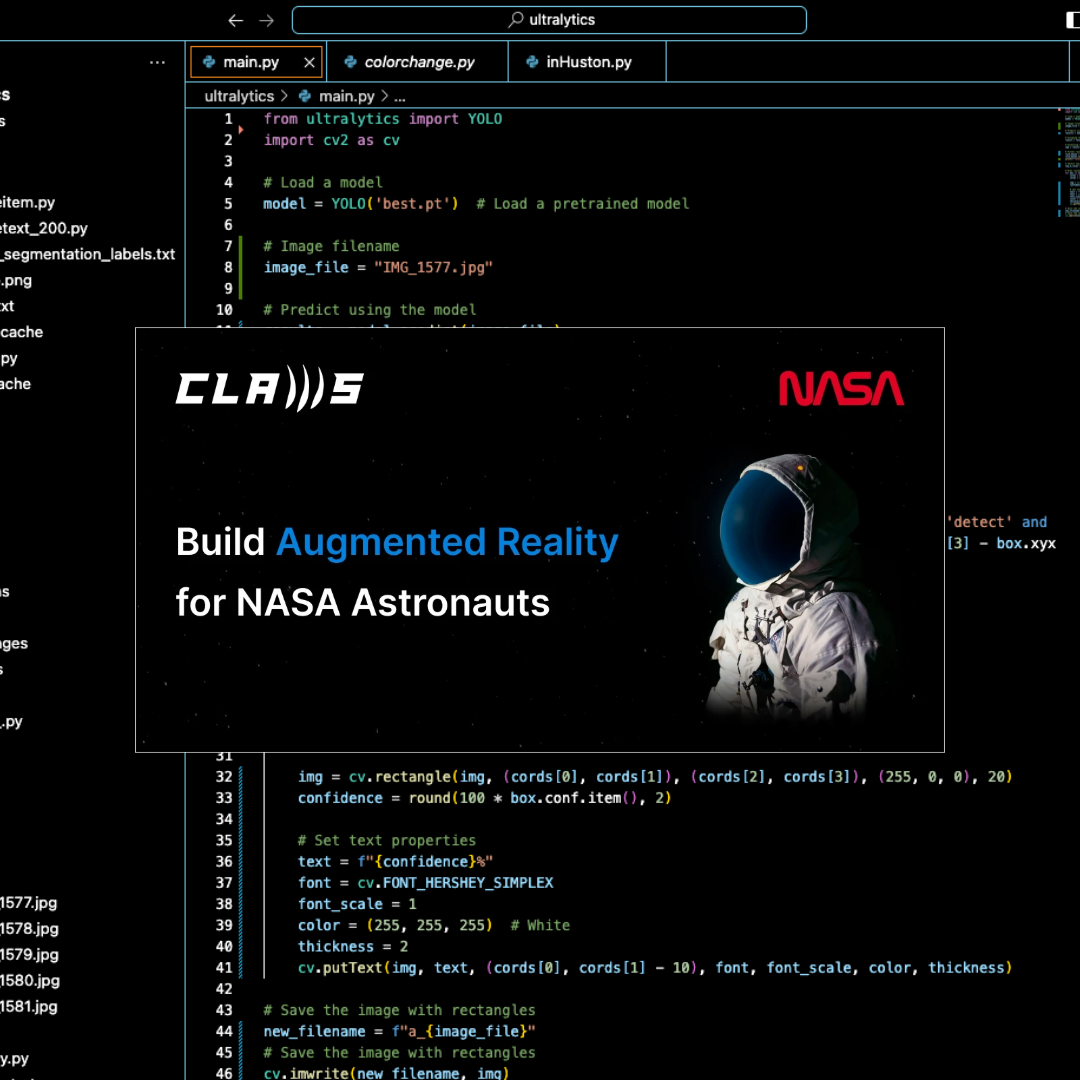 ultralytics
main.py
colorchange.py
inHuston.py
ultralytics > main.py > ...
s
s
eitem.py
etext_200.py
_segmentation_labels.txt
.png
xt
cache
py
ache
s
ges
s
.py
1577.jpg
1578.jpg
1579.jpg
1580.jpg
1581.jpg
y.py
1 from ultralytics import YOLO
2 import cv2 as cv
3
4 # Load a model
5 model = YOLO('best.pt')  # Load a pretrained model
6
7 # Image filename
8 image_file = "IMG_1577.jpg"
9
10 # Predict using the model
CLAWS
NASA
Build Augmented Reality
for NASA Astronauts
'detect' and
[3] - box.xyx
31
32 img = cv.rectangle(img, (cords[0], cords[1]), (cords[2], cords[3]), (255, 0, 0), 20)
33 confidence = round(100 * box.conf.item(), 2)
34
35 # Set text properties
36 text = f"{confidence}%"
37 font = cv.FONT_HERSHEY_SIMPLEX
38 font_scale = 1
39 color = (255, 255, 255)  # White
40 thickness = 2
41 cv.putText(img, text, (cords[0], cords[1] - 10), font, font_scale, color, thickness)
42
43 # Save the image with rectangles
44 new_filename = f"a_{image_file}"
45 # Save the image with rectangles
46 cv.imwrite(new_filename, img)